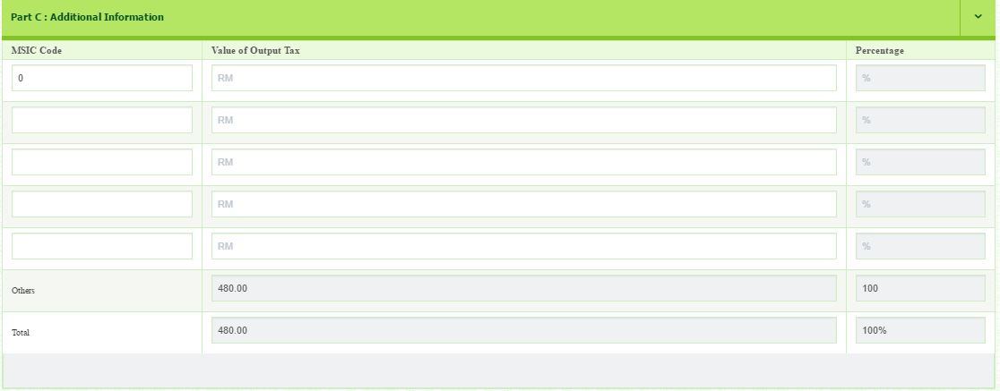 Part C : Additional Information
MSIC Code Value of Output Tax Percentage
0 RM %
RM %
RM %
RM %
RM %
Others 480.00 100
Total 480.00 100%